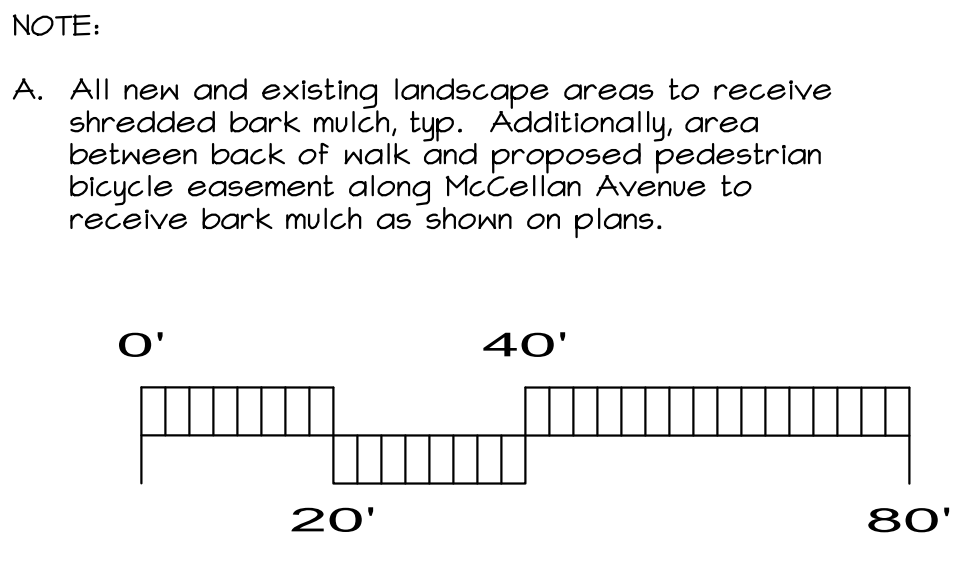 NOTE:
A. All new and existing landscape areas to receive
shredded bark mulch, typ. Additionally, area
between back of walk and proposed pedestrian
bicycle easement along McCellan Avenue to
receive bark mulch as shown on plans.
0' 40'
20' 80'